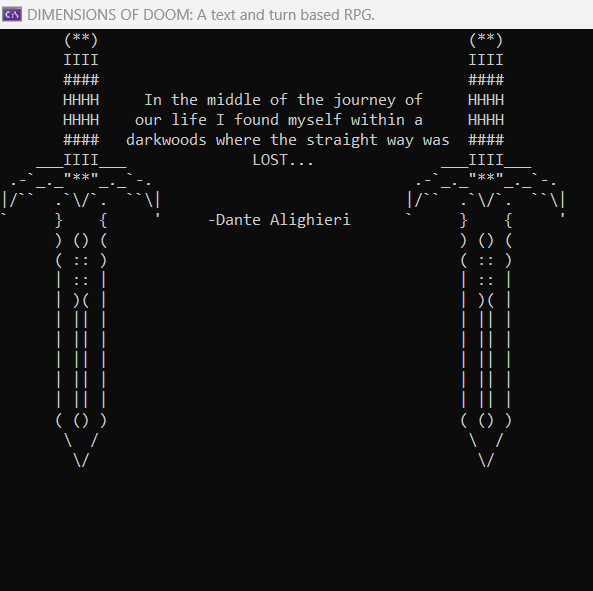 DIMENSIONS OF DOOM: A text and turn based RPG.
In the middle of the journey of
our life I found myself within a
darkwoods where the straight way was
LOST...
-Dante Alighieri